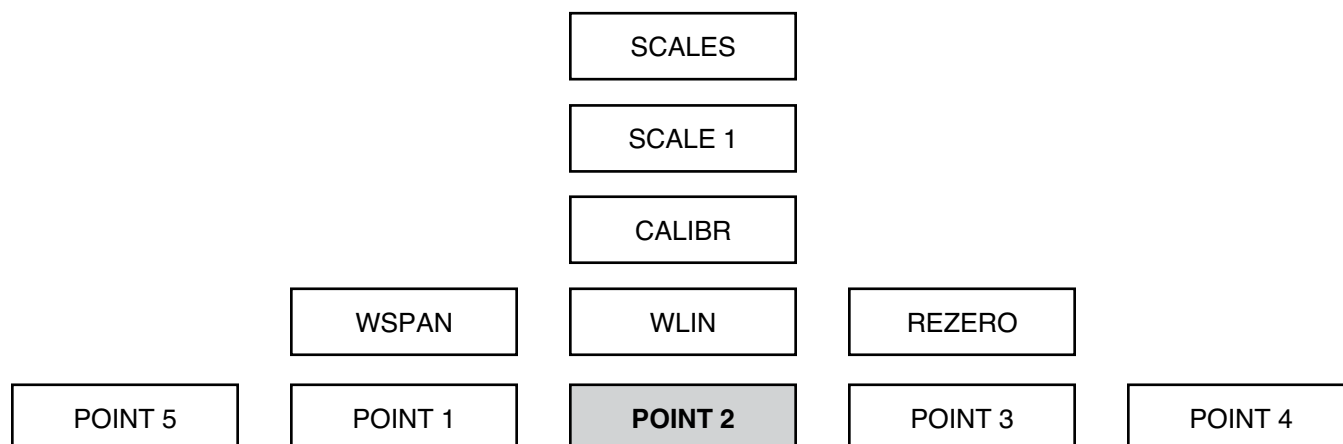 SCALES
SCALE 1
CALIBR
WSPAN WLIN REZERO
POINT 5 POINT 1 POINT 2 POINT 3 POINT 4